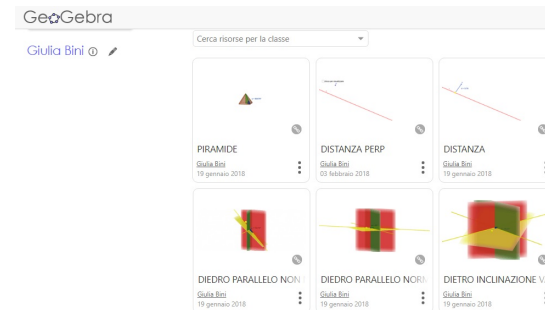 GeoGebra
Giulia Bini
Cerca risorse per la classe
PIRAMIDE
Giulia Bini
19 gennaio 2018
DISTANZA PERP
Giulia Bini
03 febbraio 2018
DISTANZA
Giulia Bini
19 gennaio 2018
DIEDRO PARALLELO NON
Giulia Bini
19 gennaio 2018
DIEDRO PARALLELO NORM
Giulia Bini
19 gennaio 2018
DIETRO INCLINAZIONE V
Giulia Bini
19 gennaio 2018